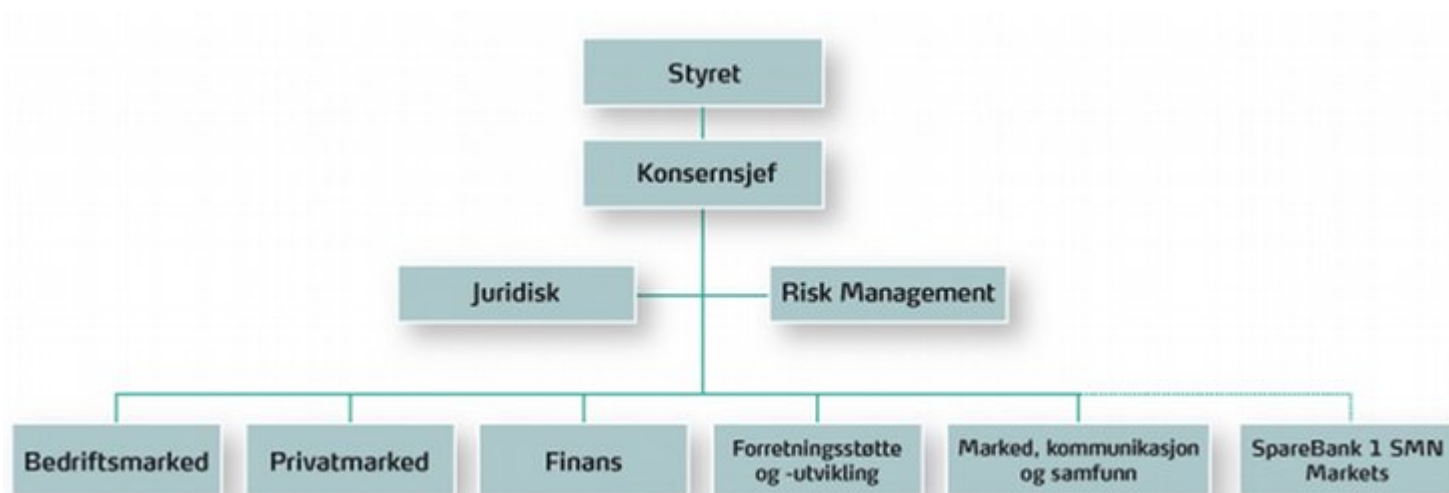 Styret
Konsernsjef
Juridisk
Risk Management
Bedriftsmarked
Privatmarked
Finans
Forretningsstøtte
og -utvikling
Marked, kommunikasjon
og samfunn
SpareBank 1 SMN
Markets